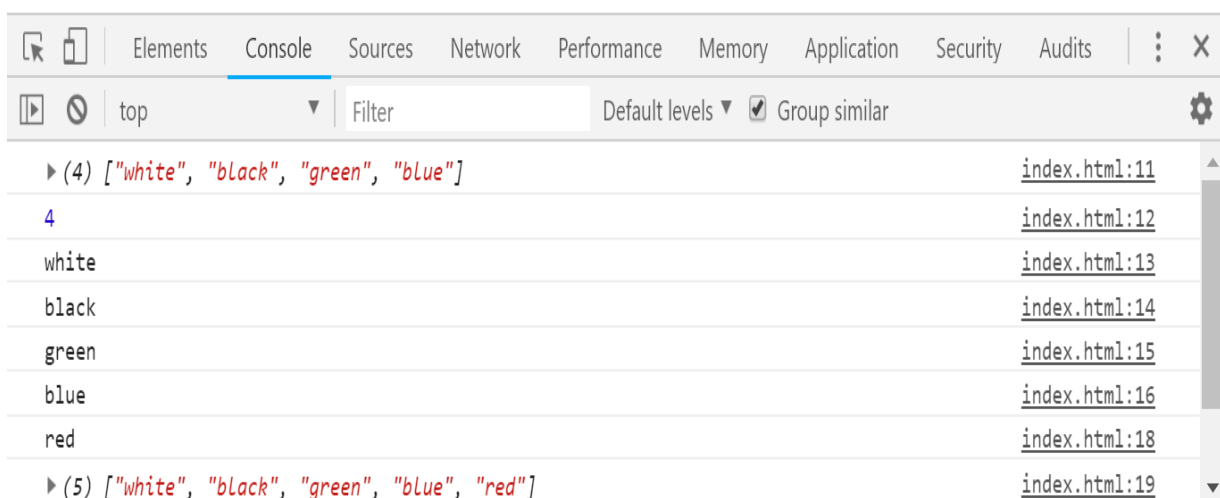 Elements Console Sources Network Performance Memory Application Security Audits
top Filter Default levels Group similar
(4) ["white", "black", "green", "blue"] index.html:11
4 index.html:12
white index.html:13
black index.html:14
green index.html:15
blue index.html:16
red index.html:18
(5) ["white", "black", "green", "blue", "red"] index.html:19